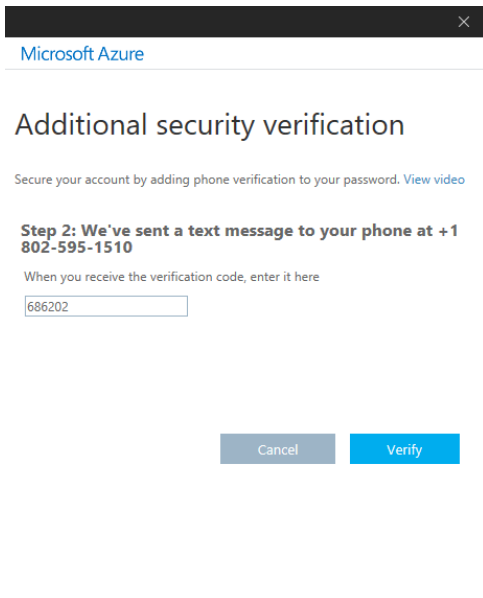 Microsoft Azure
Additional security verification
Secure your account by adding phone verification to your password. View video
Step 2: We've sent a text message to your phone at +1
802-595-1510
When you receive the verification code, enter it here
686202
Cancel Verify